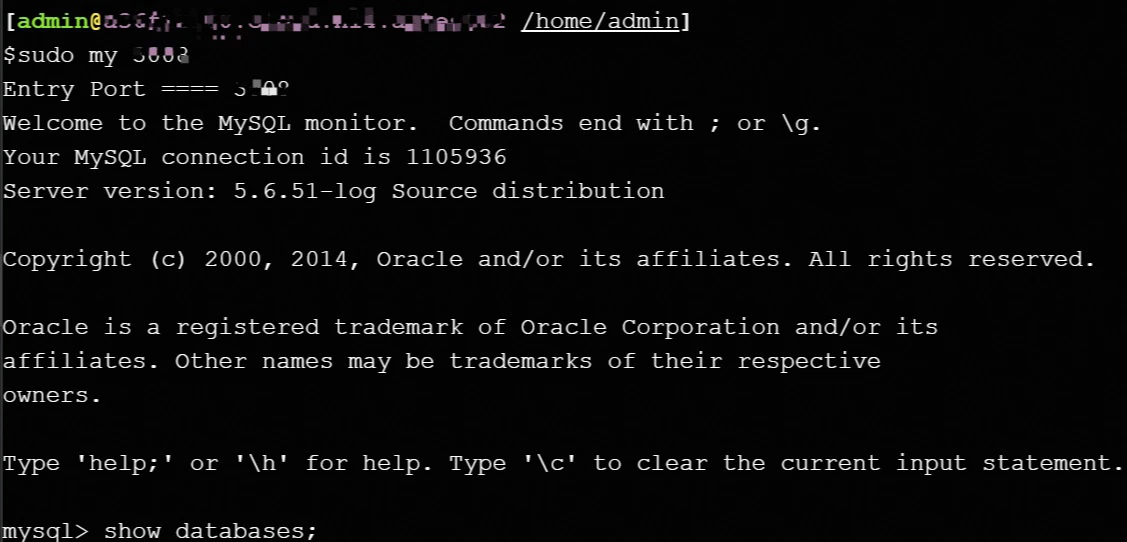 [admin@ /home/admin]
$sudo my
Entry Port ====
Welcome to the MySQL monitor.  Commands end with ; or \g.
Your MySQL connection id is 1105936
Server version: 5.6.51-log Source distribution
Copyright (c) 2000, 2014, Oracle and/or its affiliates. All rights reserved.
Oracle is a registered trademark of Oracle Corporation and/or its
affiliates. Other names may be trademarks of their respective
owners.
Type 'help;' or '\h' for help. Type '\c' to clear the current input statement.
mysql> show databases;